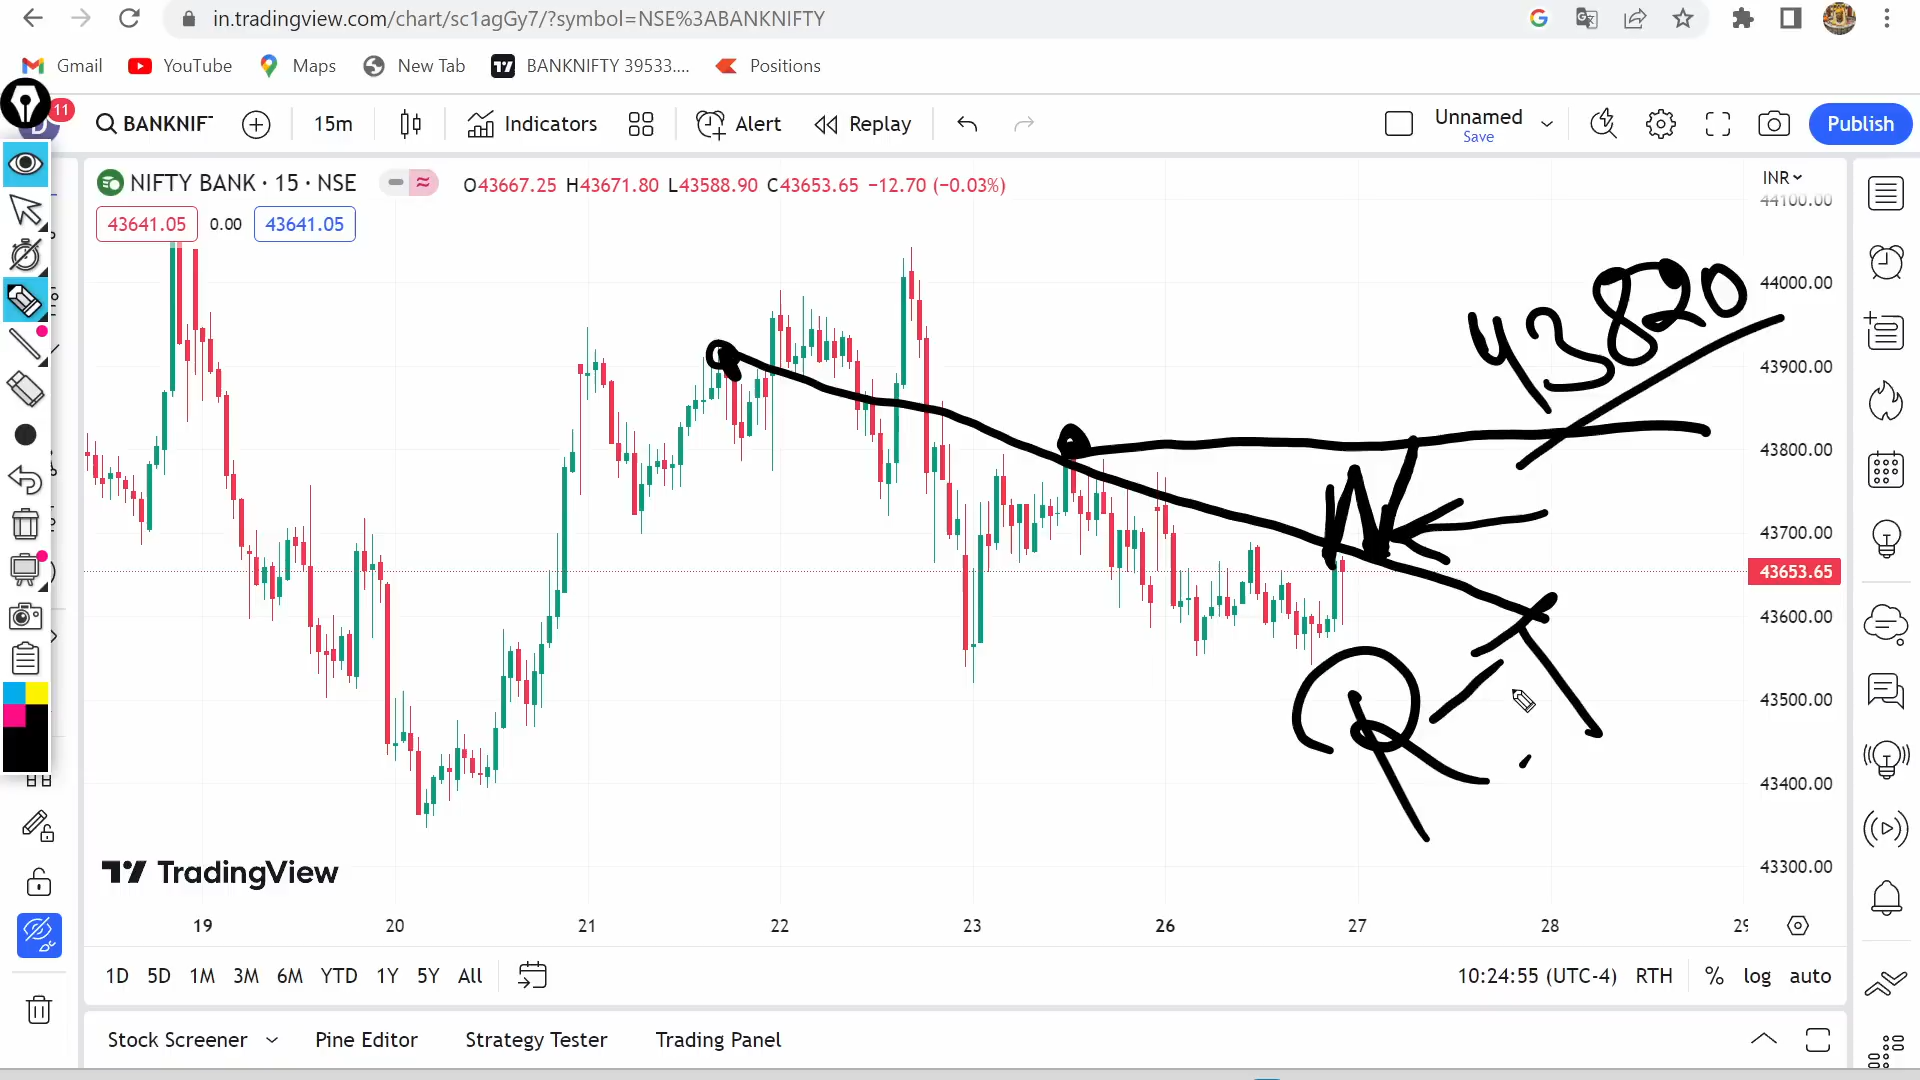 in.tradingview.com/chart/sc1agGy7/?symbol=NSE%3ABANKNIFTY
Gmail YouTube Maps New Tab BANKNIFTY 39533.... Positions
11
BANKNIF 15m Indicators Alert Replay Unnamed Save Publish
NIFTY BANK · 15 · NSE O43667.25 H43671.80 L43588.90 C43653.65 −12.70 (−0.03%)
INR
43641.05 0.00 43641.05
44100.00
44000.00
43820
43900.00
43800.00
43700.00
43653.65
43600.00
43500.00
43400.00
43300.00
TradingView
19 20 21 22 23 26 27 28 29
1D 5D 1M 3M 6M YTD 1Y 5Y All 10:24:55 (UTC-4) RTH % log auto
Stock Screener Pine Editor Strategy Tester Trading Panel